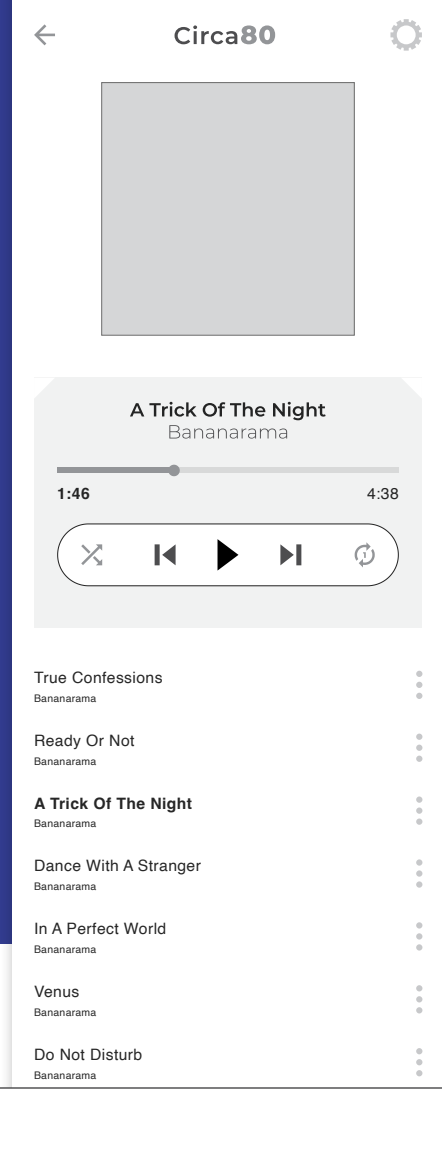 Circa80
A Trick Of The Night
Bananarama
1:46 4:38
1
True Confessions
Bananarama
Ready Or Not
Bananarama
A Trick Of The Night
Bananarama
Dance With A Stranger
Bananarama
In A Perfect World
Bananarama
Venus
Bananarama
Do Not Disturb
Bananarama